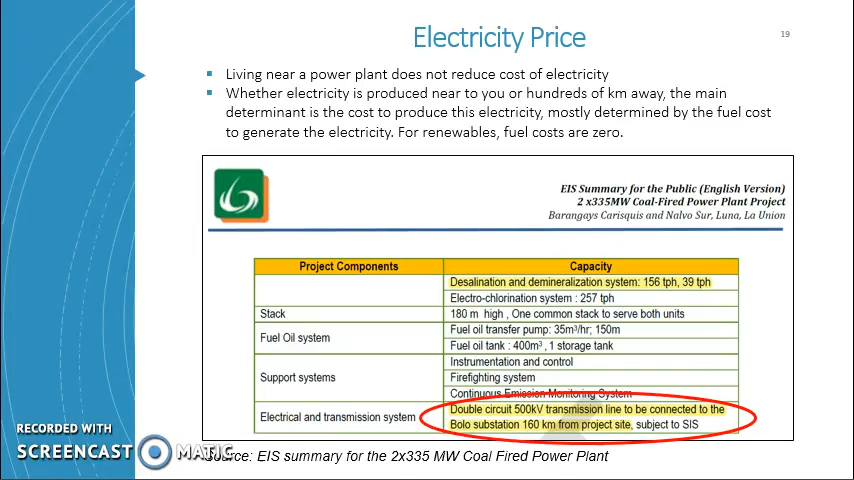 Electricity Price
19
▪ Living near a power plant does not reduce cost of electricity
▪ Whether electricity is produced near to you or hundreds of km away, the main
determinant is the cost to produce this electricity, mostly determined by the fuel cost
to generate the electricity. For renewables, fuel costs are zero.
EIS Summary for the Public (English Version)
2 x335MW Coal-Fired Power Plant Project
Barangays Carisquis and Nalvo Sur, Luna, La Union
Project Components Capacity
Desalination and demineralization system: 156 tph, 39 tph
Electro-chlorination system : 257 tph
Stack 180 m high , One common stack to serve both units
Fuel Oil system Fuel oil transfer pump: 35m³/hr; 150m
Fuel oil tank : 400m³ , 1 storage tank
Support systems Instrumentation and control
Firefighting system
Continuous Emission Monitoring System
Electrical and transmission system Double circuit 500kV transmission line to be connected to the
Bolo substation 160 km from project site, subject to SIS
Source: EIS summary for the 2x335 MW Coal Fired Power Plant
RECORDED WITH
SCREENCAST MATIC